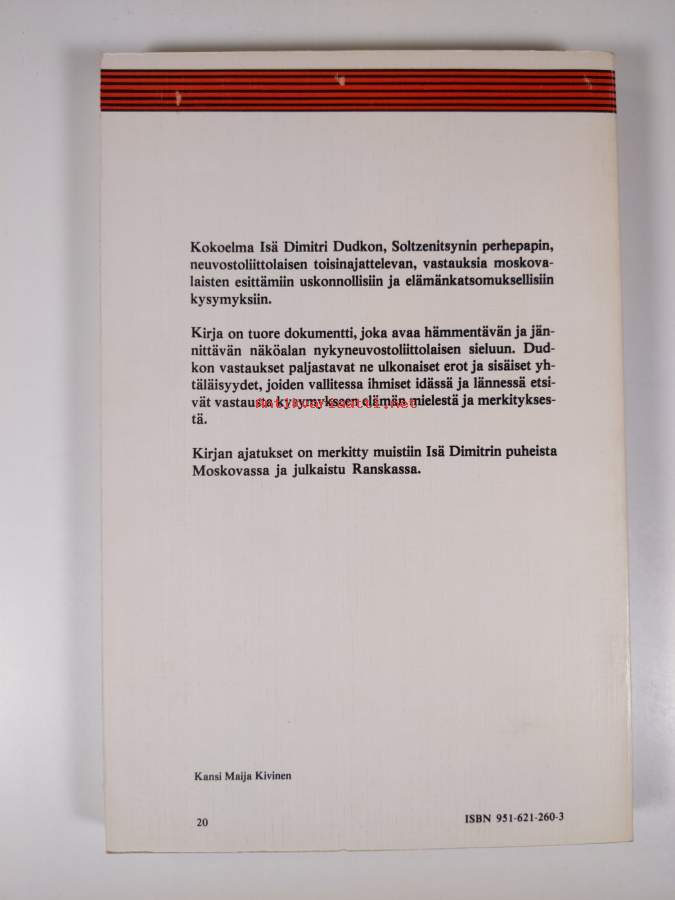 Kokoelma Isä Dimitri Dudkon, Soltzenitsynin perhepapin,
neuvostoliittolaisen toisinajattelevan, vastauksia moskova-
laisten esittämiin uskonnollisiin ja elämänkatsomuksellisiin
kysymyksiin.
Kirja on tuore dokumentti, joka avaa hämmentävän ja jän-
nittävän näköalan nykyneuvostoliittolaisen sieluun. Dud-
kon vastaukset paljastavat ne ulkonaiset erot ja sisäiset yh-
täläisyydet, joiden vallitessa ihmiset idässä ja lännessä etsi-
vät vastausta kysymykseen elämän mielestä ja merkitykses-
tä.
Antikvariaatti.net
Kirjan ajatukset on merkitty muistiin Isä Dimitrin puheista
Moskovassa ja julkaistu Ranskassa.
Kansi Maija Kivinen
20
ISBN 951-621-260-3